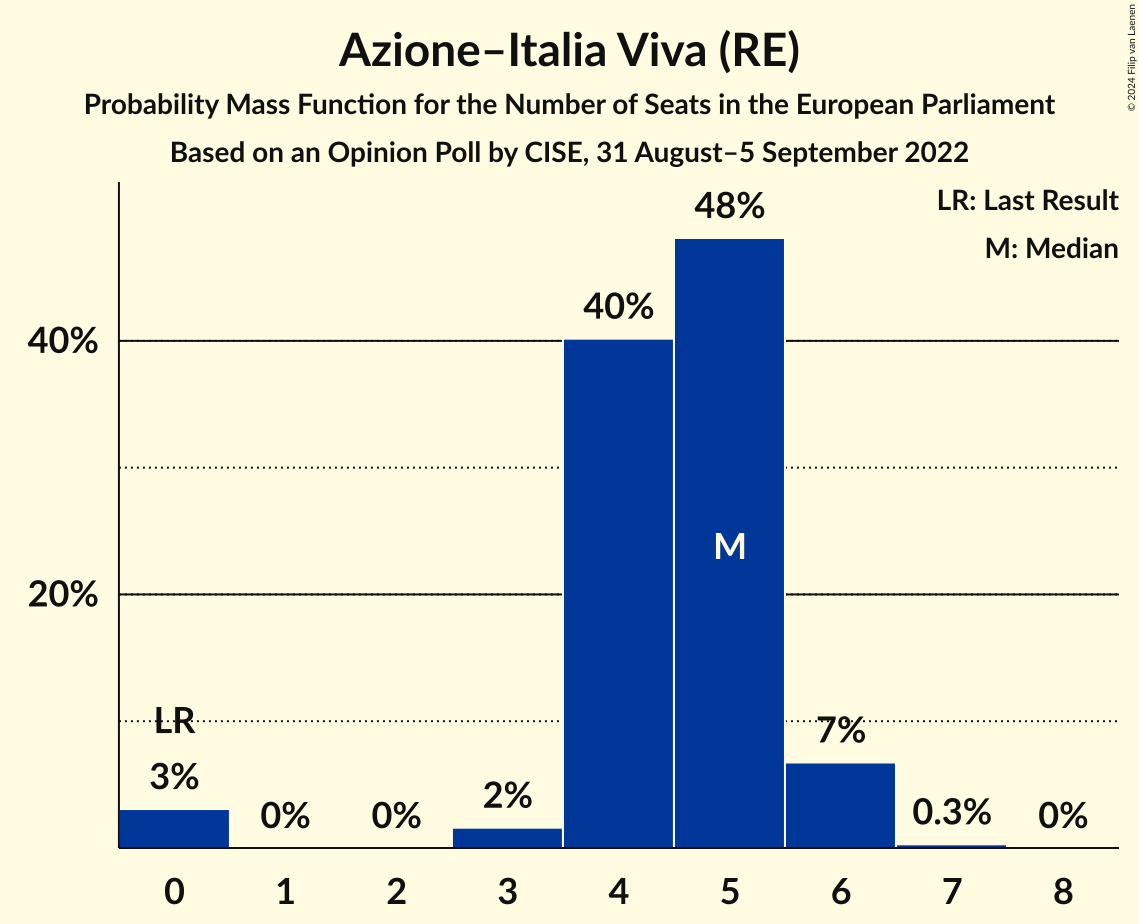 Azione–Italia Viva (RE)
Probability Mass Function for the Number of Seats in the European Parliament
Based on an Opinion Poll by CISE, 31 August–5 September 2022
© 2024 Filip van Laenen
LR: Last Result
M: Median
48%
40%
40%
M
20%
LR
7%
3%
2%
0%
0%
0.3%
0%
0 1 2 3 4 5 6 7 8